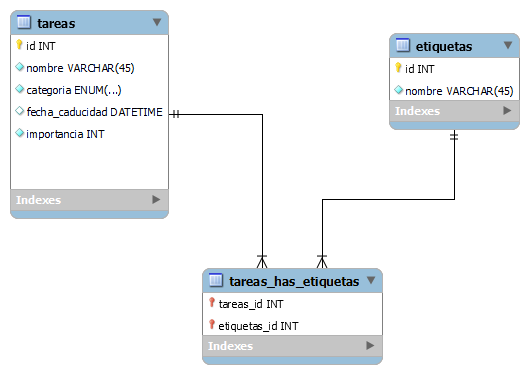 tareas
id INT
nombre VARCHAR(45)
categoria ENUM(...)
fecha_caducidad DATETIME
importancia INT
Indexes
etiquetas
id INT
nombre VARCHAR(45)
Indexes
tareas_has_etiquetas
tareas_id INT
etiquetas_id INT
Indexes